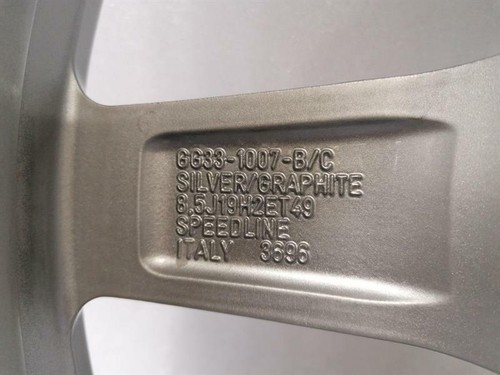 GG33-1007-B/C
SILVER/GRAPHITE
8.5J19H2ET49
SPEEDLINE
ITALY 3696